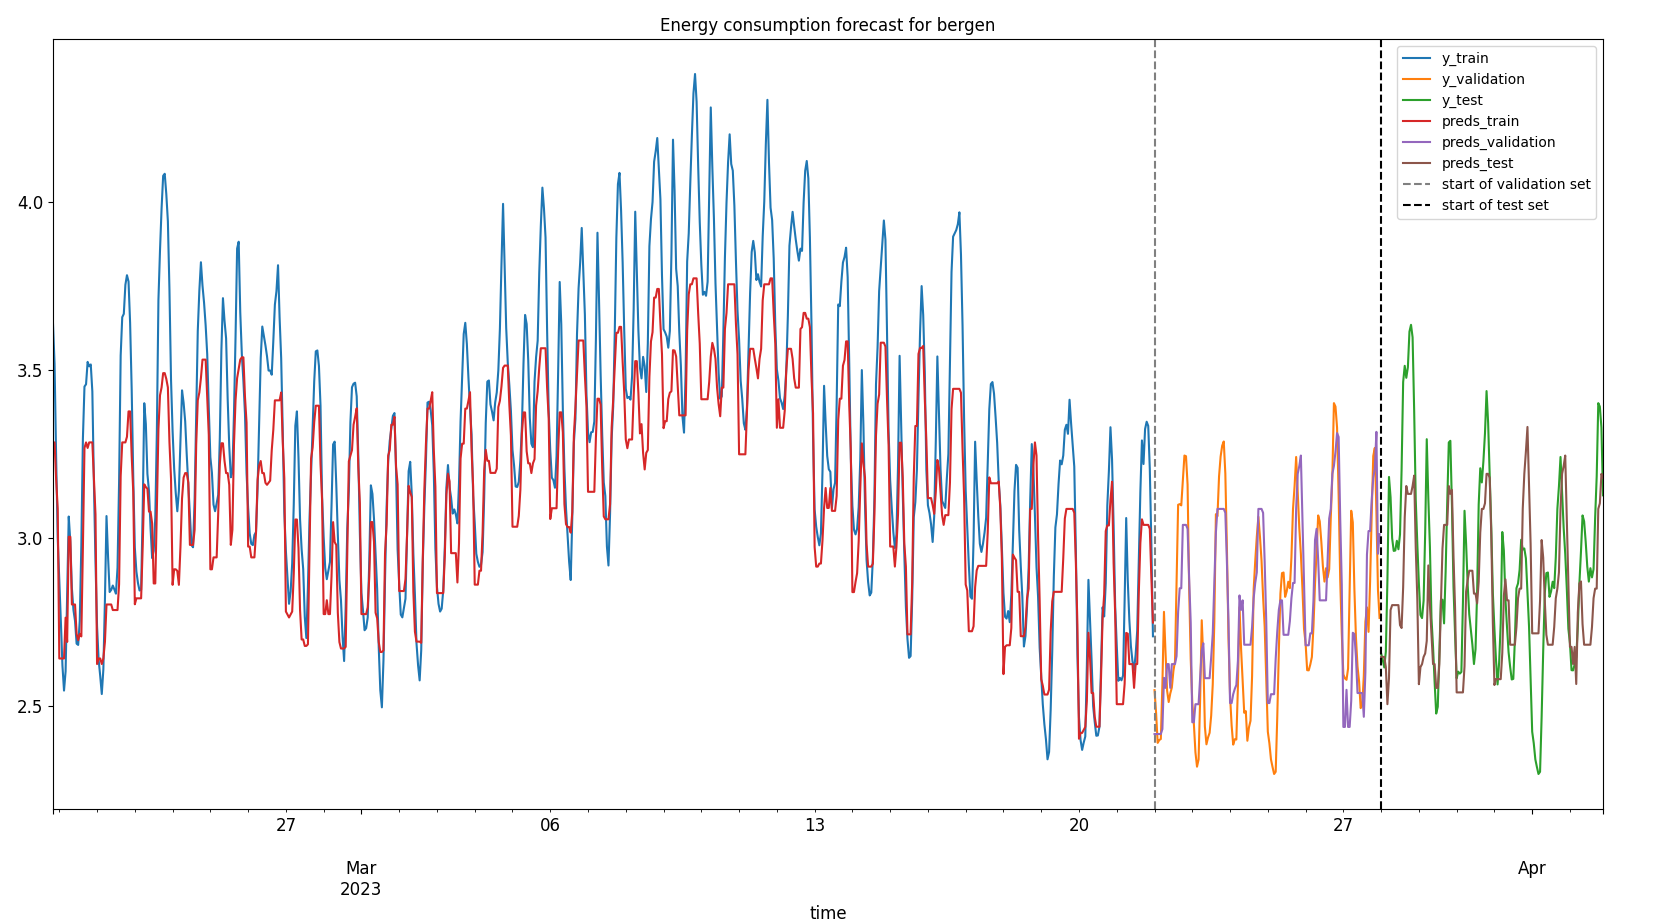 Energy consumption forecast for bergen
y_train
y_validation
y_test
preds_train
preds_validation
preds_test
start of validation set
start of test set
4.0
3.5
3.0
2.5
27
06
13
20
27
Mar
2023
Apr
time